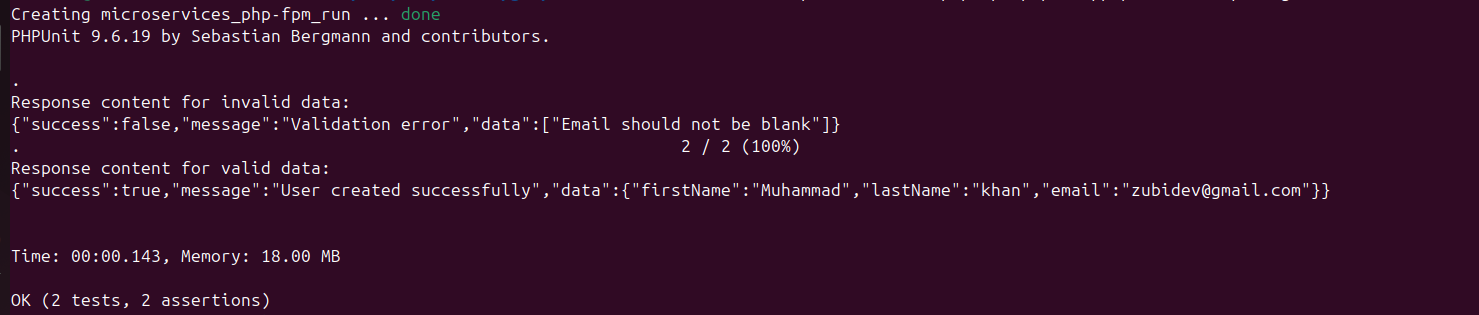 Creating microservices_php-fpm_run ... done
PHPUnit 9.6.19 by Sebastian Bergmann and contributors.
.
Response content for invalid data:
{"success":false,"message":"Validation error","data":["Email should not be blank"]}
. 2 / 2 (100%)
Response content for valid data:
{"success":true,"message":"User created successfully","data":{"firstName":"Muhammad","lastName":"khan","email":"zubidev@gmail.com"}}
Time: 00:00.143, Memory: 18.00 MB
OK (2 tests, 2 assertions)